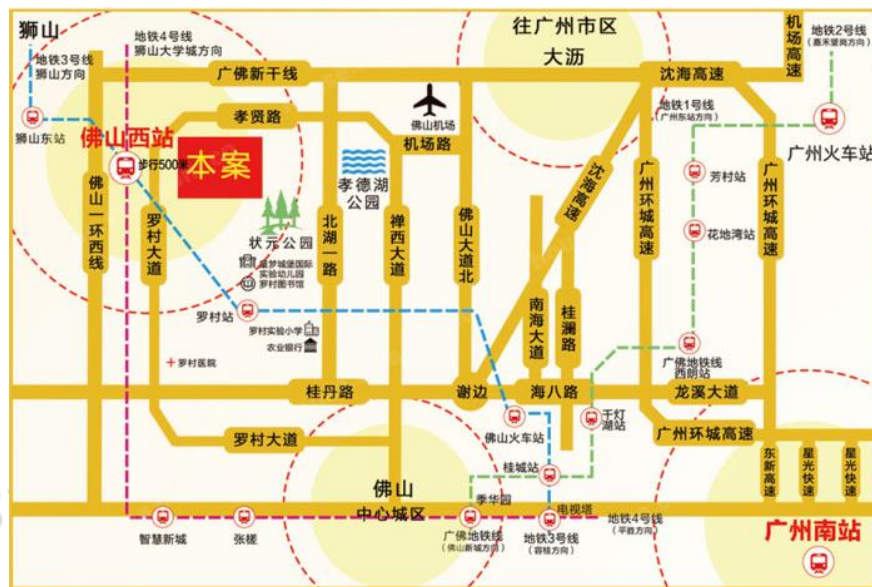 狮山
地铁3号线
狮山方向
地铁4号线
狮山大学城方向
往广州市区
大沥
机场高速
地铁2号线
(嘉禾望岗方向)
广佛新干线
沈海高速
地铁1号线
(广州东站方向)
佛山机场
孝贤路
机场路
狮山东站
佛山西站
步行500米
本案
孝德湖
公园
广州火车站
芳村站
花地湾站
佛山一环西线
罗村大道
状元公园
北湖一路
禅西大道
佛山大道北
沈海高速
广州环城高速
广州环城高速
星梦城堡国际
实验幼儿园
罗村图书馆
罗村站
罗村实验小学
农业银行
罗村医院
南海大道
桂澜路
广佛地铁线
西朗站
桂丹路
谢边
海八路
龙溪大道
罗村大道
佛山火车站
千灯
湖站
广州环城高速
桂城站
东新高速
星光快速
星光快速
佛山
中心城区
季华园
电视塔
智慧新城
张槎
广佛地铁线
(佛山新城方向)
地铁3号线
(容桂方向)
地铁4号线
(平胜方向)
广州南站